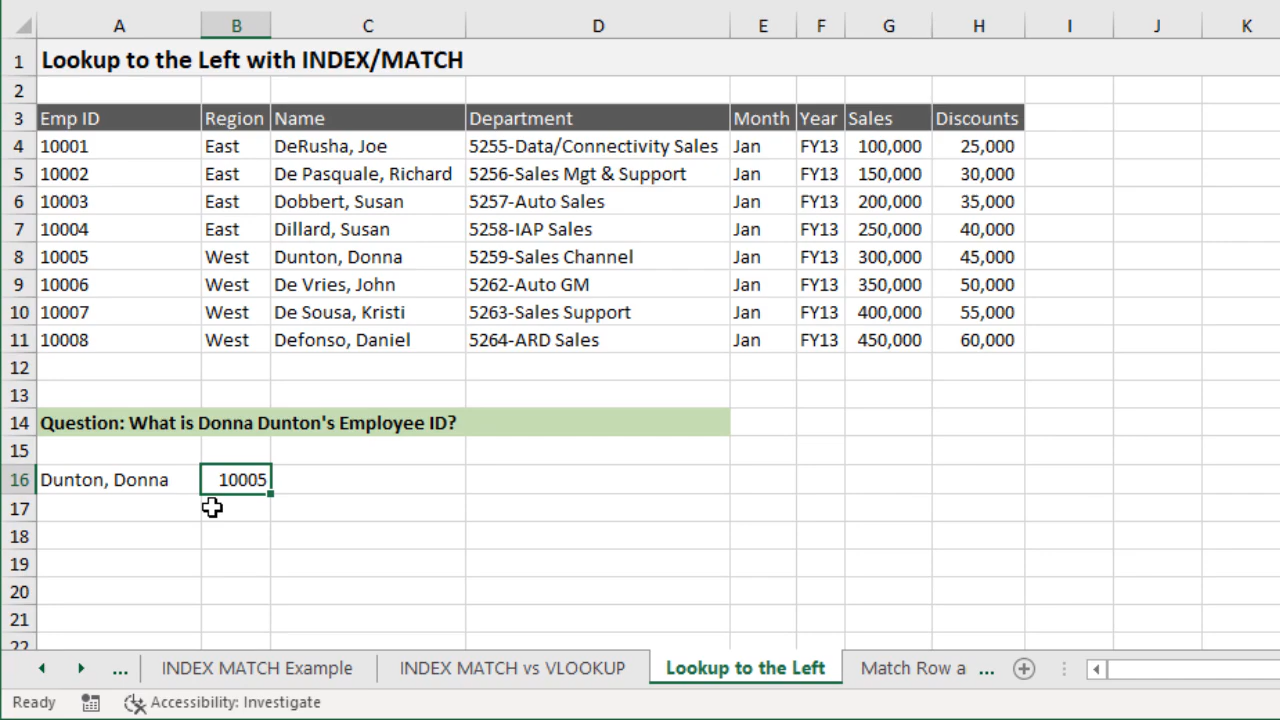 A B C D E F G H I J K
1 Lookup to the Left with INDEX/MATCH
2
3 Emp ID Region Name Department Month Year Sales Discounts
4 10001 East DeRusha, Joe 5255-Data/Connectivity Sales Jan FY13 100,000 25,000
5 10002 East De Pasquale, Richard 5256-Sales Mgt & Support Jan FY13 150,000 30,000
6 10003 East Dobbert, Susan 5257-Auto Sales Jan FY13 200,000 35,000
7 10004 East Dillard, Susan 5258-IAP Sales Jan FY13 250,000 40,000
8 10005 West Dunton, Donna 5259-Sales Channel Jan FY13 300,000 45,000
9 10006 West De Vries, John 5262-Auto GM Jan FY13 350,000 50,000
10 10007 West De Sousa, Kristi 5263-Sales Support Jan FY13 400,000 55,000
11 10008 West Defonso, Daniel 5264-ARD Sales Jan FY13 450,000 60,000
12
13
14 Question: What is Donna Dunton's Employee ID?
15
16 Dunton, Donna 10005
17
18
19
20
21
22
... INDEX MATCH Example INDEX MATCH vs VLOOKUP Lookup to the Left Match Row a ...
Ready Accessibility: Investigate